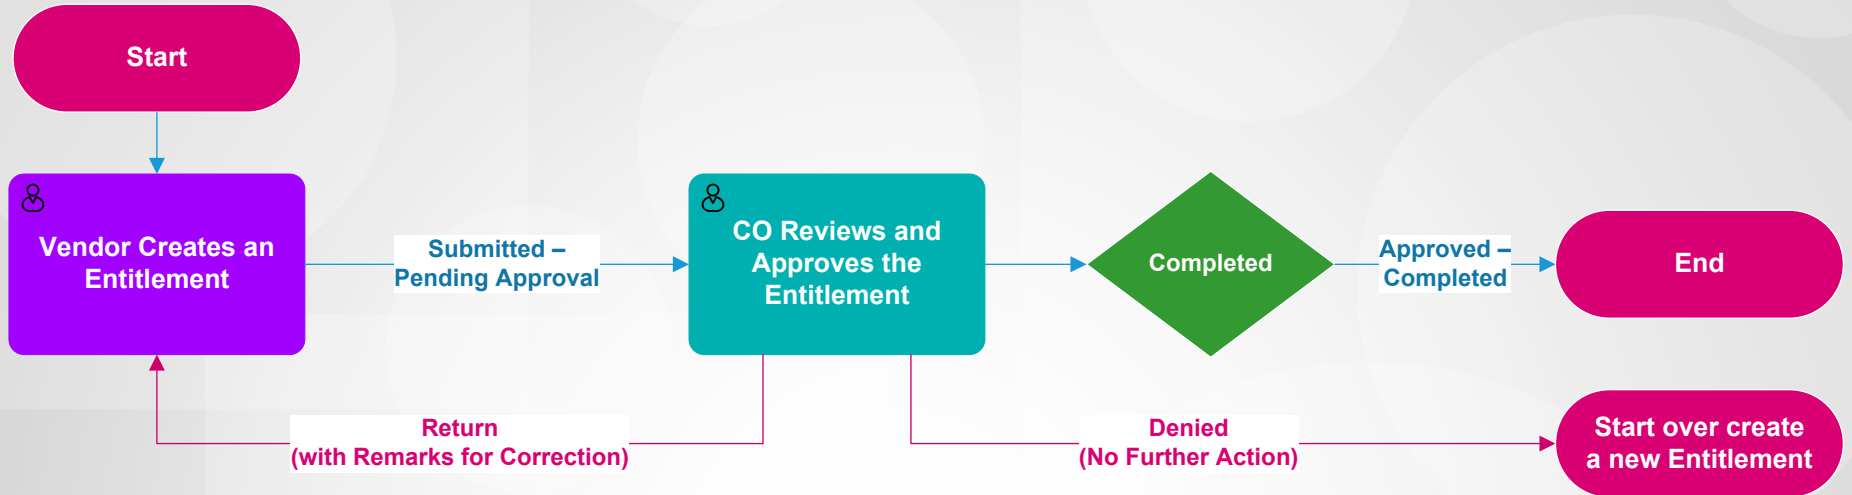 Start
Vendor Creates an
Entitlement
Submitted –
Pending Approval
CO Reviews and
Approves the
Entitlement
Completed
Approved –
Completed
End
Return
(with Remarks for Correction)
Denied
(No Further Action)
Start over create
a new Entitlement